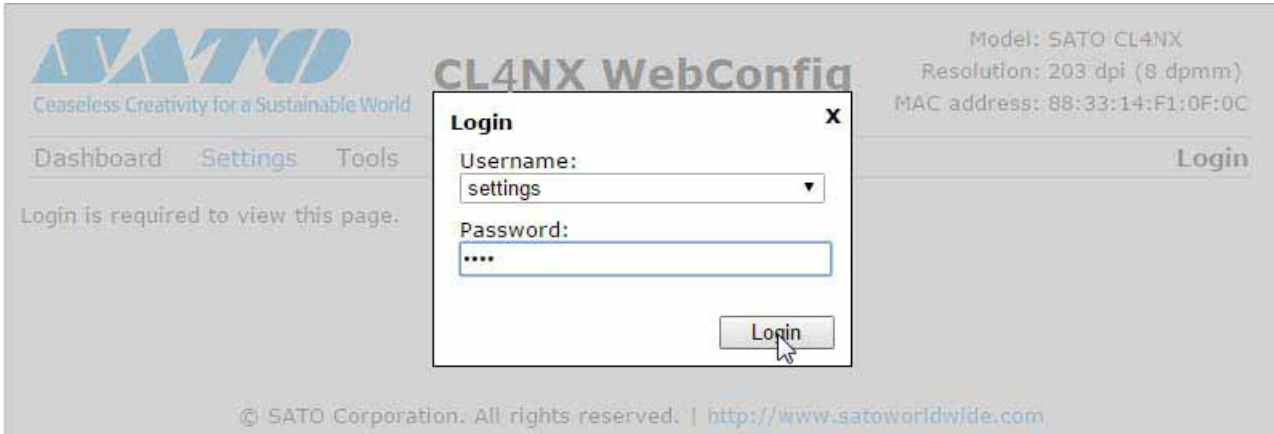 SATO
Ceaseless Creativity for a Sustainable World
CL4NX WebConfig
Model: SATO CL4NX
Resolution: 203 dpi (8 dpmm)
MAC address: 88:33:14:F1:0F:0C
Dashboard Settings Tools Login
Login is required to view this page.
Login X
Username:
settings
Password:
••••
Login
© SATO Corporation. All rights reserved. | http://www.satoworldwide.com